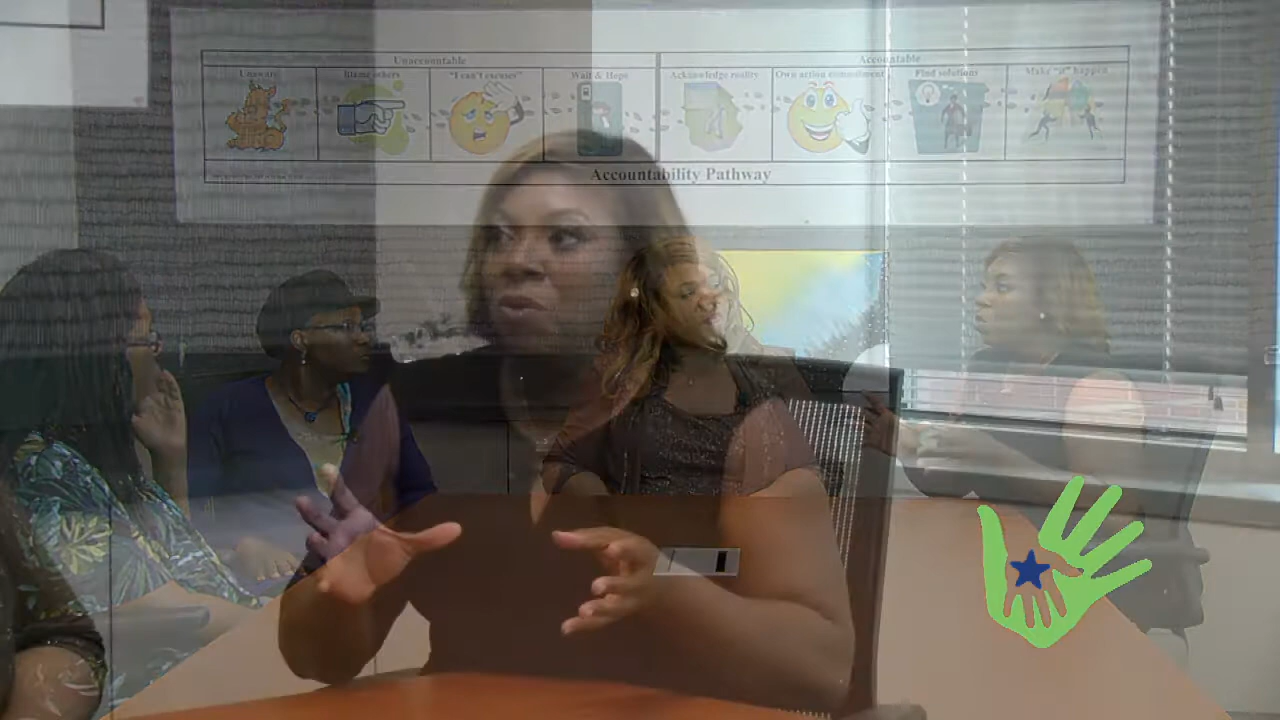 Unaccountable
Accountable
Unaware
Blame others
"I can't excuses"
Wait & Hope
Acknowledge reality
Own action commitment
Find solutions
Make "it" happen
Accountability Pathway